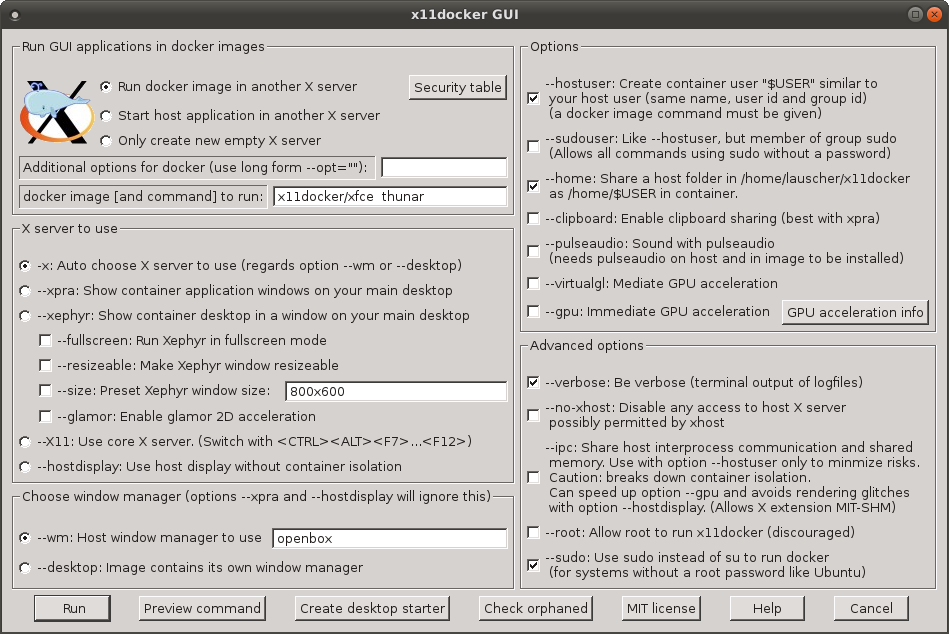 x11docker GUI
Run GUI applications in docker images
Run docker image in another X server
Security table
Start host application in another X server
Only create new empty X server
Additional options for docker (use long form --opt=""):
docker image [and command] to run:
x11docker/xfce  thunar
X server to use
-x: Auto choose X server to use (regards option --wm or --desktop)
--xpra: Show container application windows on your main desktop
--xephyr: Show container desktop in a window on your main desktop
--fullscreen: Run Xephyr in fullscreen mode
--resizeable: Make Xephyr window resizeable
--size: Preset Xephyr window size:
800x600
--glamor: Enable glamor 2D acceleration
--X11: Use core X server. (Switch with <CTRL><ALT><F7>...<F12>)
--hostdisplay: Use host display without container isolation
Choose window manager (options --xpra and --hostdisplay will ignore this)
--wm: Host window manager to use
openbox
--desktop: Image contains its own window manager
Options
--hostuser: Create container user "$USER" similar to
your host user (same name, user id and group id)
(a docker image command must be given)
--sudouser: Like --hostuser, but member of group sudo
(Allows all commands using sudo without a password)
--home: Share a host folder in /home/lauscher/x11docker
as /home/$USER in container.
--clipboard: Enable clipboard sharing (best with xpra)
--pulseaudio: Sound with pulseaudio
(needs pulseaudio on host and in image to be installed)
--virtualgl: Mediate GPU acceleration
--gpu: Immediate GPU acceleration
GPU acceleration info
Advanced options
--verbose: Be verbose (terminal output of logfiles)
--no-xhost: Disable any access to host X server
possibly permitted by xhost
--ipc: Share host interprocess communication and shared
memory. Use with option --hostuser only to minmize risks.
Caution: breaks down container isolation.
Can speed up option --gpu and avoids rendering glitches
with option --hostdisplay. (Allows X extension MIT-SHM)
--root: Allow root to run x11docker (discouraged)
--sudo: Use sudo instead of su to run docker
(for systems without a root password like Ubuntu)
Run
Preview command
Create desktop starter
Check orphaned
MIT license
Help
Cancel